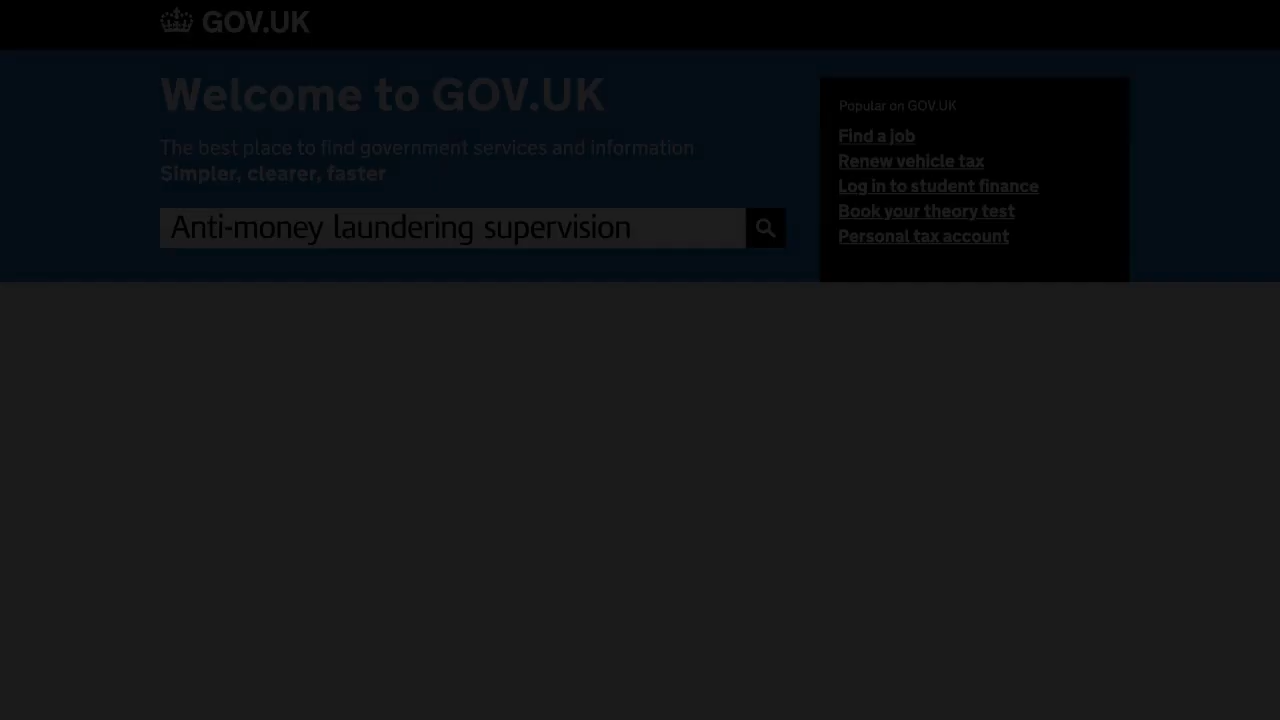 GOV.UK
Welcome to GOV.UK
The best place to find government services and information
Simpler, clearer, faster
Anti-money laundering supervision
Popular on GOV.UK
Find a job
Renew vehicle tax
Log in to student finance
Book your theory test
Personal tax account